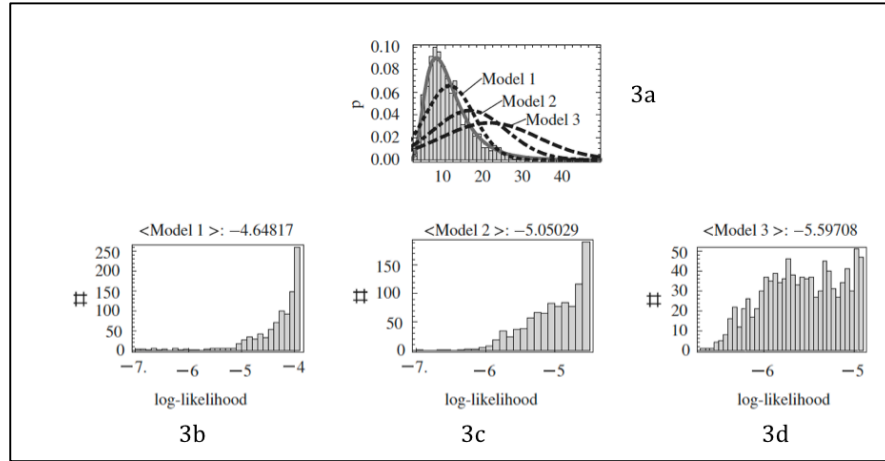 0.10
0.08
0.06
0.04
0.02
0.00
p
Model 1
Model 2
Model 3
10 20 30 40
3a
<Model 1 >: −4.64817
250
200
150
100
50
0
#
−7. −6 −5 −4
log-likelihood
3b
<Model 2 >: −5.05029
150
100
50
0
#
−7. −6 −5
log-likelihood
3c
<Model 3 >: −5.59708
50
40
30
20
10
0
#
−6 −5
log-likelihood
3d